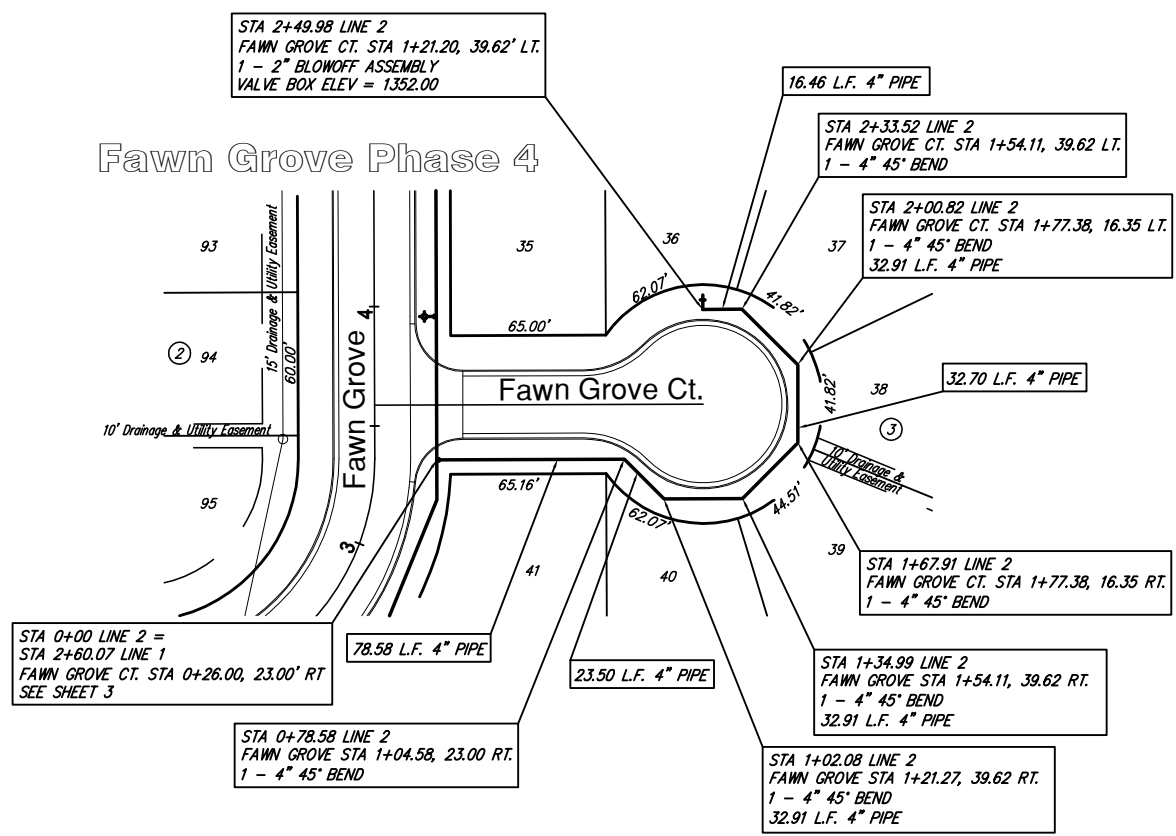 STA 2+49.98 LINE 2
FAWN GROVE CT. STA 1+21.20, 39.62' LT.
1 - 2" BLOWOFF ASSEMBLY
VALVE BOX ELEV = 1352.00
16.46 L.F. 4" PIPE
STA 2+33.52 LINE 2
FAWN GROVE CT. STA 1+54.11, 39.62 LT.
1 - 4" 45° BEND
Fawn Grove Phase 4
STA 2+00.82 LINE 2
FAWN GROVE CT. STA 1+77.38, 16.35 LT.
1 - 4" 45° BEND
32.91 L.F. 4" PIPE
93
15' Drainage & Utility Easement
35
36
37
62.07'
41.82'
4
60.00'
65.00'
2
94
Fawn Grove
Fawn Grove Ct.
32.70 L.F. 4" PIPE
38
41.82'
10' Drainage & Utility Easement
3
10' Drainage &
Utility Easement
95
65.16'
62.07'
44.51'
3
41
40
39
STA 1+67.91 LINE 2
FAWN GROVE CT. STA 1+77.38, 16.35 RT.
1 - 4" 45° BEND
STA 0+00 LINE 2 =
STA 2+60.07 LINE 1
FAWN GROVE CT. STA 0+26.00, 23.00' RT
SEE SHEET 3
78.58 L.F. 4" PIPE
23.50 L.F. 4" PIPE
STA 1+34.99 LINE 2
FAWN GROVE STA 1+54.11, 39.62 RT.
1 - 4" 45° BEND
32.91 L.F. 4" PIPE
STA 0+78.58 LINE 2
FAWN GROVE STA 1+04.58, 23.00 RT.
1 - 4" 45° BEND
STA 1+02.08 LINE 2
FAWN GROVE STA 1+21.27, 39.62 RT.
1 - 4" 45° BEND
32.91 L.F. 4" PIPE